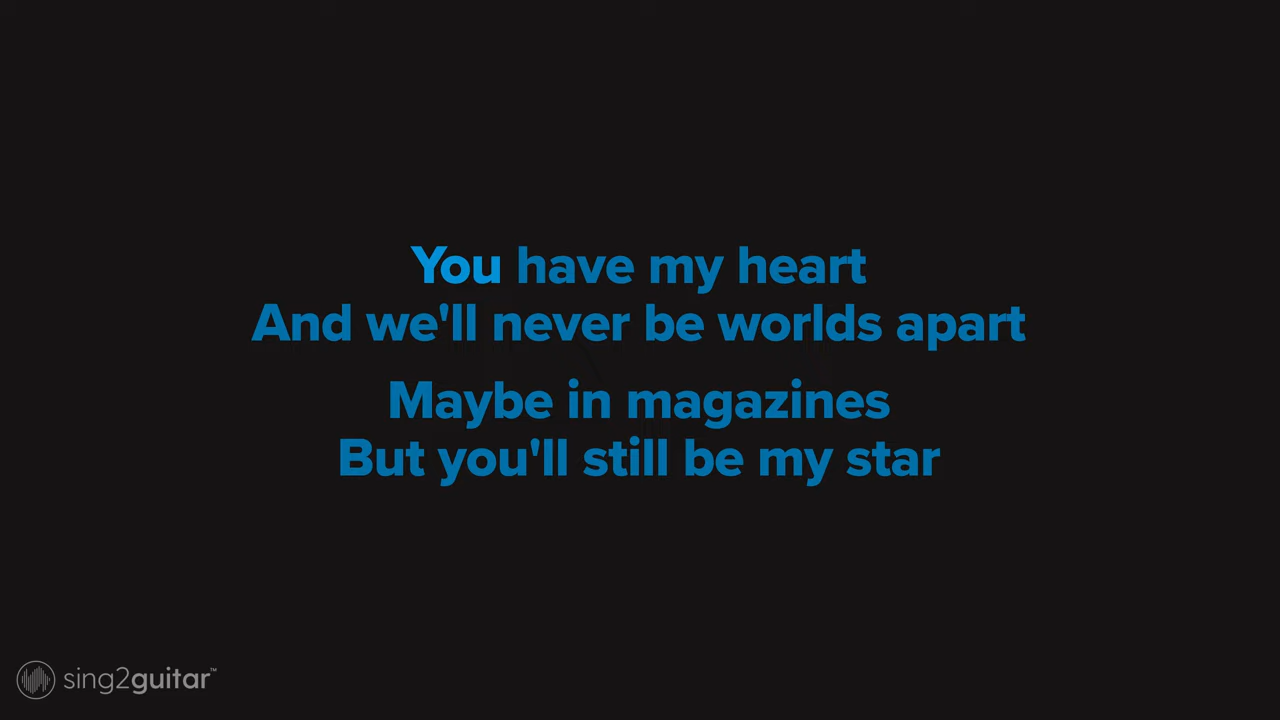 You have my heart
And we'll never be worlds apart
Maybe in magazines
But you'll still be my star
sing2guitar™